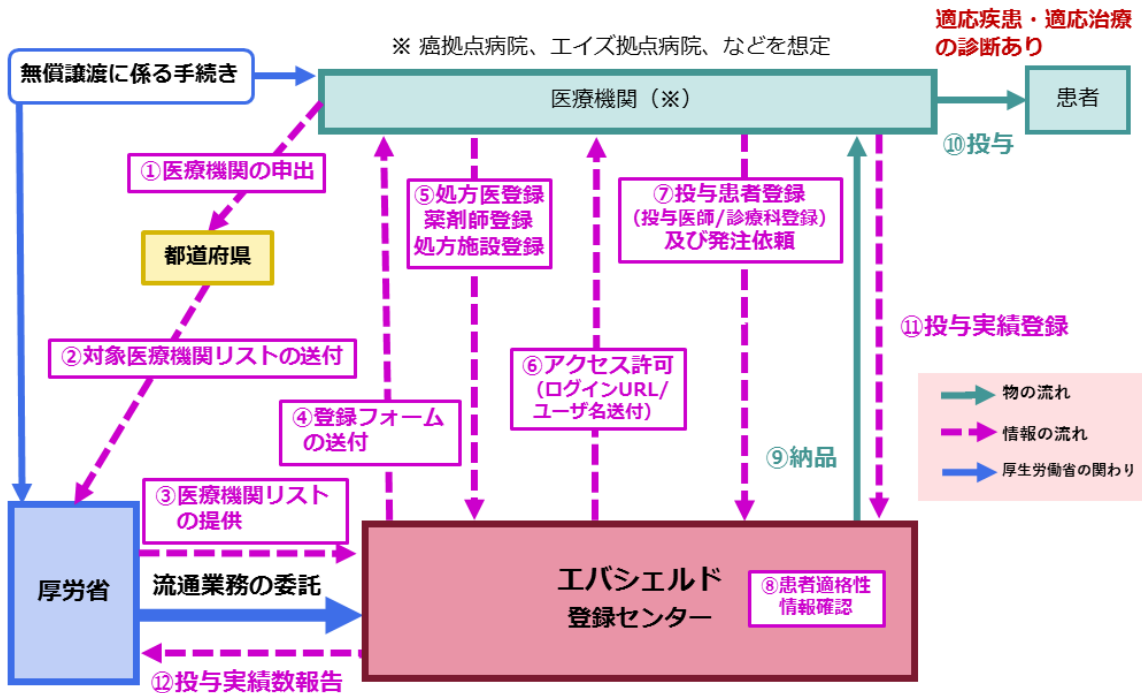 適応疾患・適応治療
の診断あり
※ 癌拠点病院、エイズ拠点病院、などを想定
無償譲渡に係る手続き
医療機関（※）
患者
⑩投与
①医療機関の申出
⑤処方医登録
薬剤師登録
処方施設登録
⑦投与患者登録
（投与医師/診療科登録）
及び発注依頼
都道府県
②対象医療機関リストの送付
⑪投与実績登録
⑥アクセス許可
（ログインURL/
ユーザ名送付）
④登録フォーム
の送付
⑨納品
物の流れ
情報の流れ
厚生労働省の関わり
③医療機関リスト
の提供
厚労省
流通業務の委託
エバシェルド
登録センター
⑧患者適格性
情報確認
⑫投与実績数報告